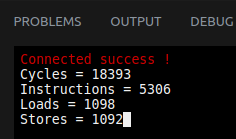 PROBLEMS OUTPUT DEBUG
Connected success !
Cycles = 18393
Instructions = 5306
Loads = 1098
Stores = 1092